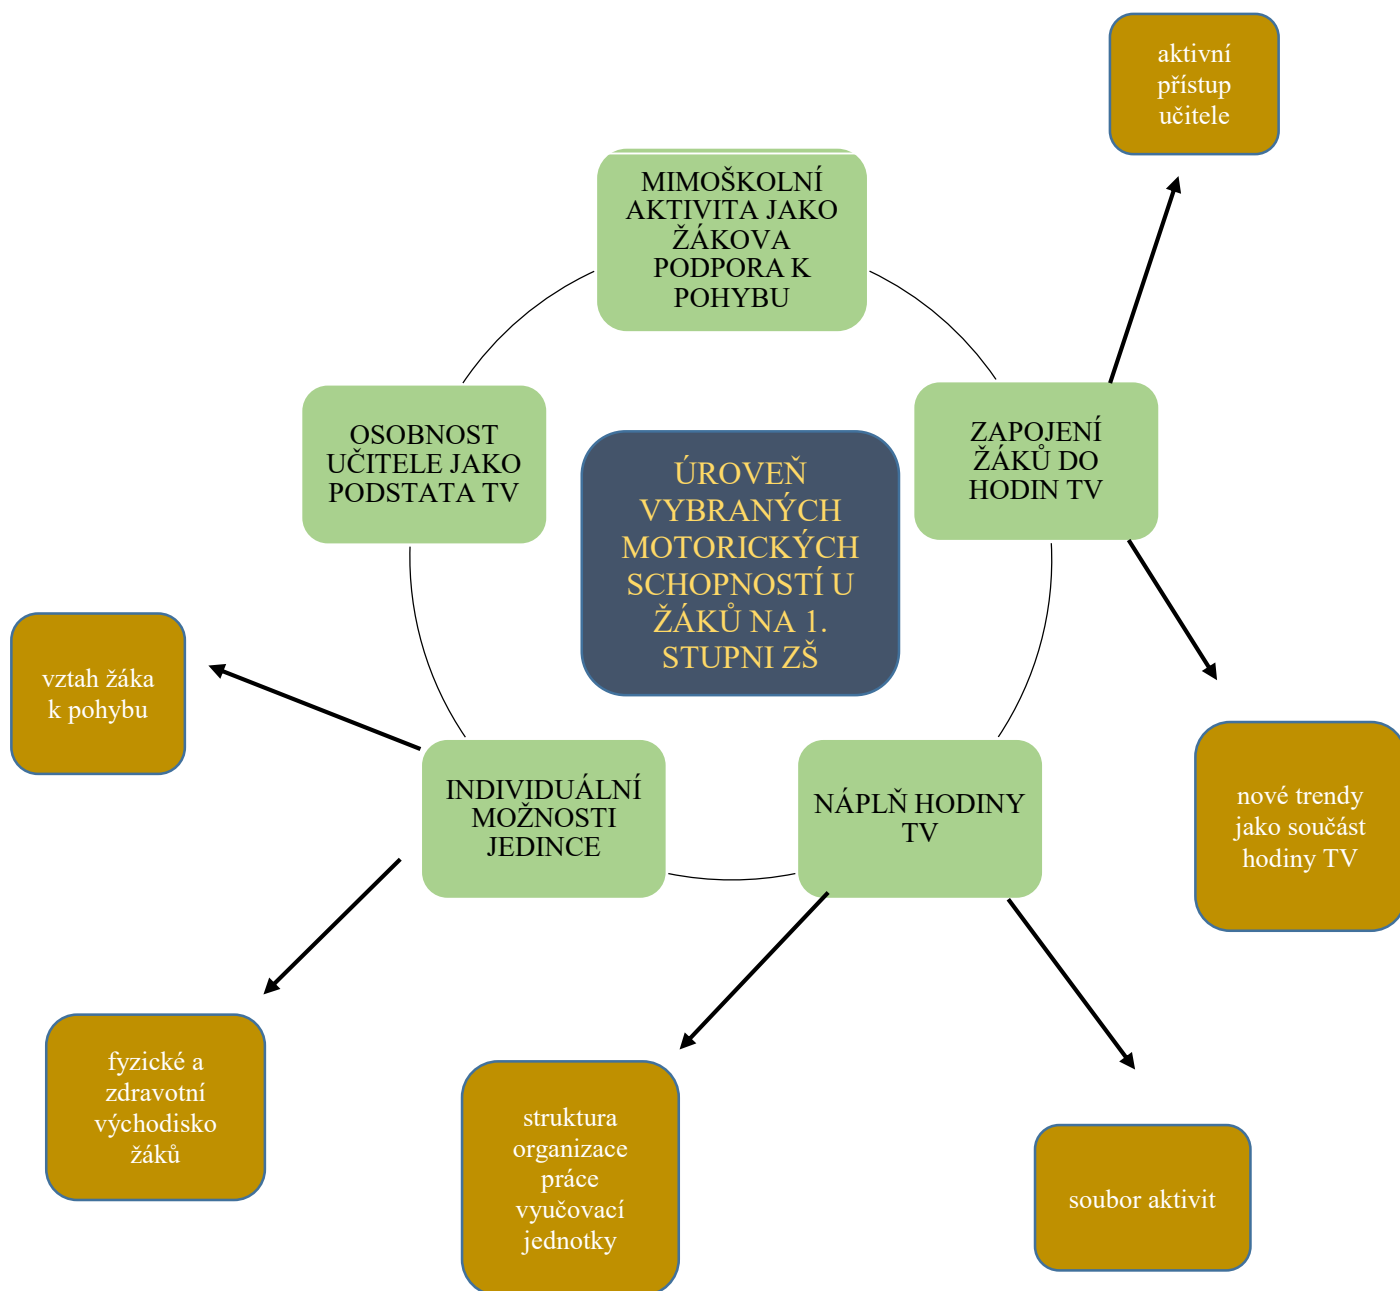 aktivní
přístup
učitele
MIMOŠKOLNÍ
AKTIVITA JAKO
ŽÁKOVA
PODPORA K
POHYBU
OSOBNOST
UČITELE JAKO
PODSTATA TV
ZAPOJENÍ
ŽÁKŮ DO
HODIN TV
ÚROVEŇ
VYBRANÝCH
MOTORICKÝCH
SCHOPNOSTÍ U
ŽÁKŮ NA 1.
STUPNI ZŠ
vztah žáka
k pohybu
INDIVIDUÁLNÍ
MOŽNOSTI
JEDINCE
NÁPLŇ HODINY
TV
nové trendy
jako součást
hodiny TV
fyzické a
zdravotní
východisko
žáků
struktura
organizace
práce
vyučovací
jednotky
soubor aktivit